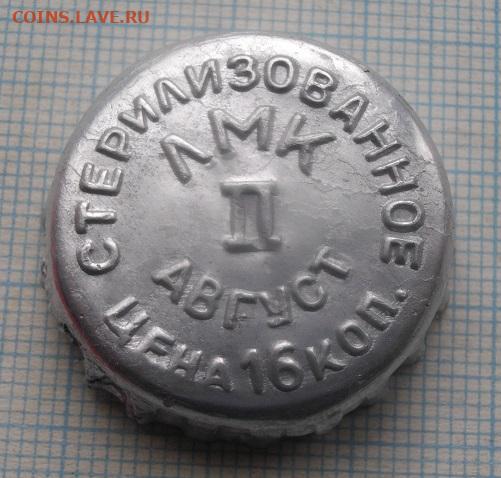 COINS.LAVE.RU
СТЕРИЛИЗОВАННОЕ
ЛМК
П
АВГУСТ
ЦЕНА 16 КОП.